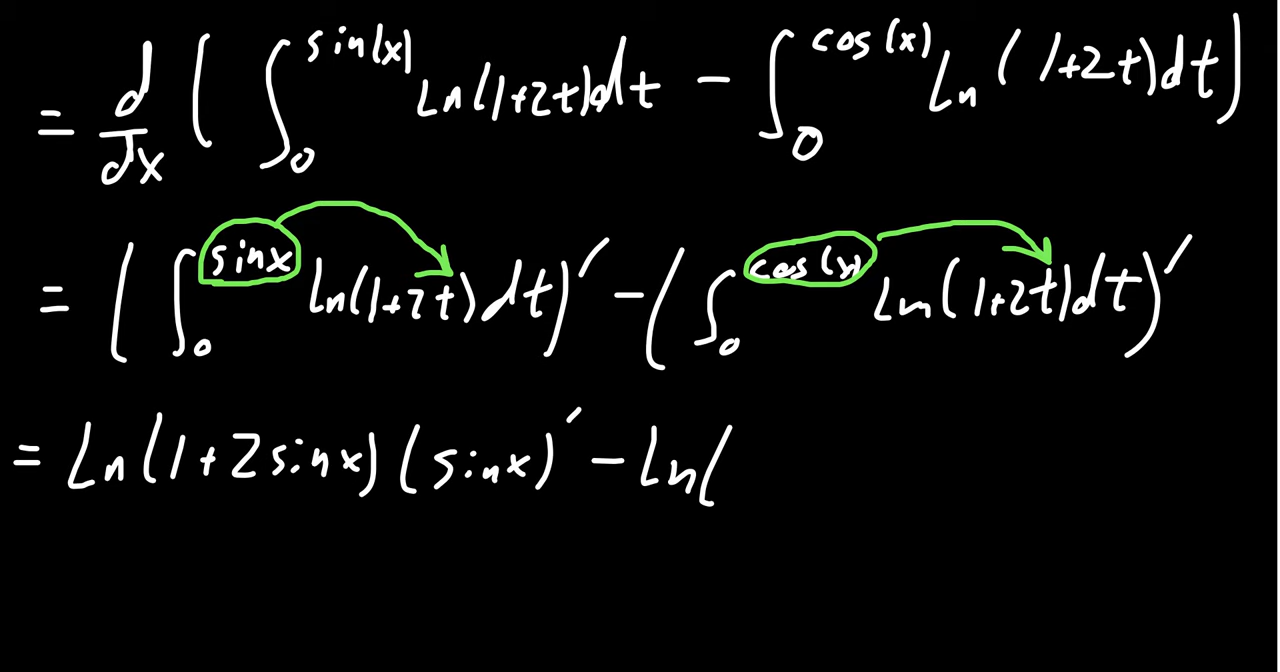 = d/dx ( ∫₀^sin(x) Ln(1+2t)dt − ∫₀^cos(x) Ln(1+2t)dt )
= ( ∫₀^sinx Ln(1+2t)dt )′ − ( ∫₀^cos(x) Ln(1+2t)dt )′
= Ln(1+2sinx)(sinx)′ − Ln(